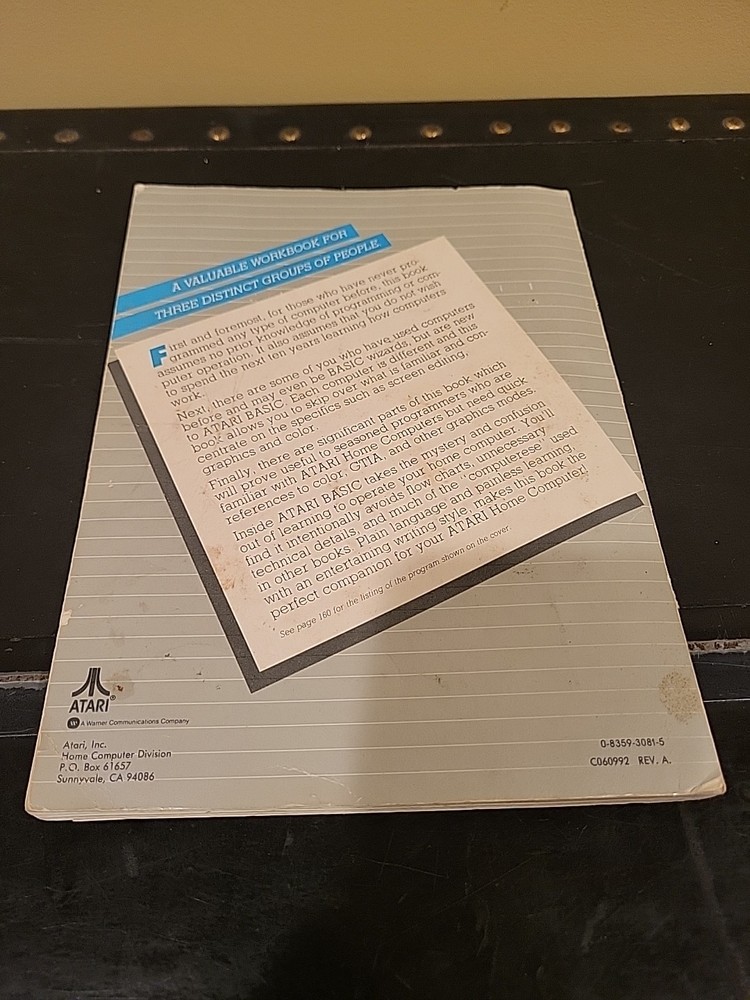 A VALUABLE WORKBOOK FOR
THREE DISTINCT GROUPS OF PEOPLE
First and foremost, for those who have never pro-
grammed any type of computer before, this book
assumes no prior knowledge of programming or com-
puter operation. It also assumes that you do not wish
to spend the next ten years learning how computers
work.
Next, there are some of you who have used computers
before and may even be BASIC wizards, but are new
to ATARI BASIC. Each computer is different and this
book allows you to skip over what is familiar and con-
centrate on the specifics such as screen editing,
graphics and color.
Finally, there are significant parts of this book which
will prove useful to seasoned programmers who are
familiar with ATARI Home Computers but need quick
references to color, GTIA, and other graphics modes.
Inside ATARI BASIC takes the mystery and confusion
out of learning to operate your home computer. You'll
find it intentionally avoids flow charts, unnecessary
technical details, and much of the "computerese" used
in other books. Plain language and painless learning,
with an entertaining writing style, makes this book the
perfect companion for your ATARI Home Computer!
See page 160 for the listing of the program shown on the cover.
ATARI®
A Warner Communications Company
Atari, Inc.
Home Computer Division
P.O. Box 61657
Sunnyvale, CA 94086
0-8359-3081-5
C060992 REV. A.